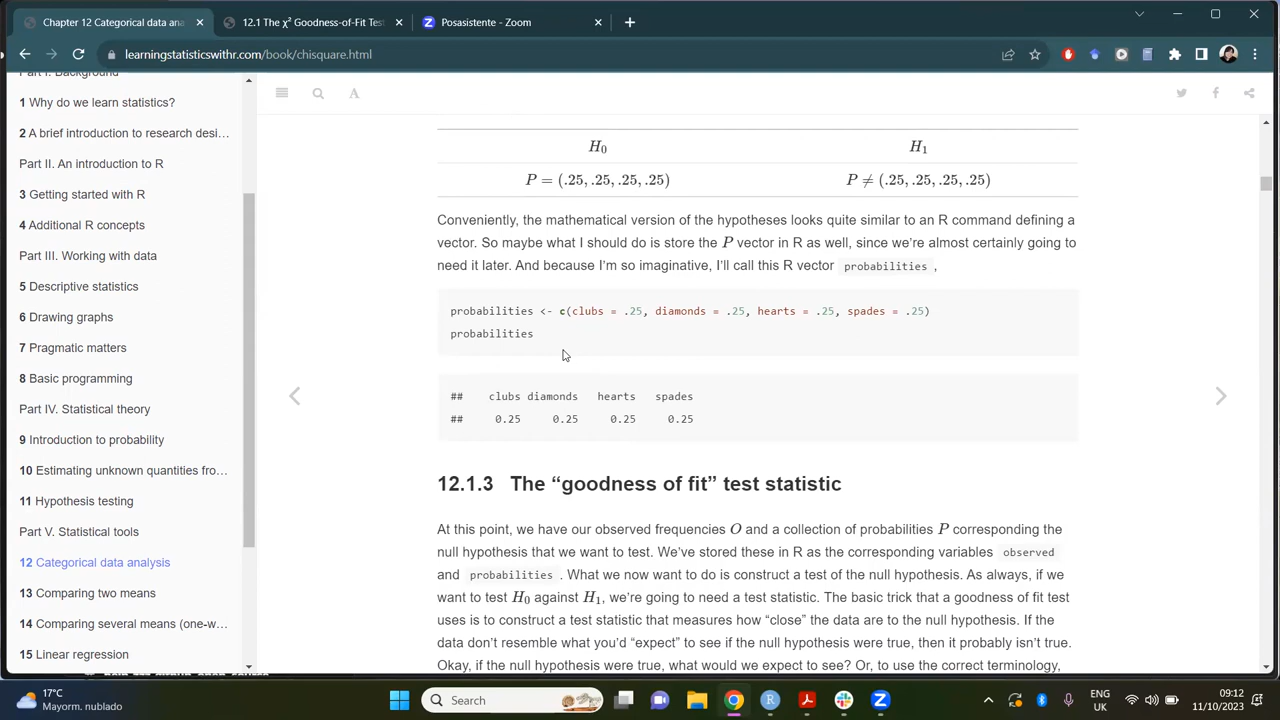 Chapter 12 Categorical data ana
12.1 The χ² Goodness-of-Fit Test
Posasistente - Zoom
learningstatisticswithr.com/book/chisquare.html
Part I. Background
1 Why do we learn statistics?
2 A brief introduction to research desi...
Part II. An introduction to R
3 Getting started with R
4 Additional R concepts
Part III. Working with data
5 Descriptive statistics
6 Drawing graphs
7 Pragmatic matters
8 Basic programming
Part IV. Statistical theory
9 Introduction to probability
10 Estimating unknown quantities fro...
11 Hypothesis testing
Part V. Statistical tools
12 Categorical data analysis
13 Comparing two means
14 Comparing several means (one-w...
15 Linear regression
A
H0 H1
P = (.25, .25, .25, .25) P ≠ (.25, .25, .25, .25)
Conveniently, the mathematical version of the hypotheses looks quite similar to an R command defining a
vector. So maybe what I should do is store the P vector in R as well, since we're almost certainly going to
need it later. And because I'm so imaginative, I'll call this R vector probabilities ,
probabilities <- c(clubs = .25, diamonds = .25, hearts = .25, spades = .25)
probabilities
## clubs diamonds hearts spades
## 0.25 0.25 0.25 0.25
12.1.3 The “goodness of fit” test statistic
At this point, we have our observed frequencies O and a collection of probabilities P corresponding the
null hypothesis that we want to test. We've stored these in R as the corresponding variables observed
and probabilities . What we now want to do is construct a test of the null hypothesis. As always, if we
want to test H0 against H1, we're going to need a test statistic. The basic trick that a goodness of fit test
uses is to construct a test statistic that measures how “close” the data are to the null hypothesis. If the
data don't resemble what you'd “expect” to see if the null hypothesis were true, then it probably isn't true.
Okay, if the null hypothesis were true, what would we expect to see? Or, to use the correct terminology,
17°C
Mayorm. nublado
Search
ENG
UK
09:12
11/10/2023